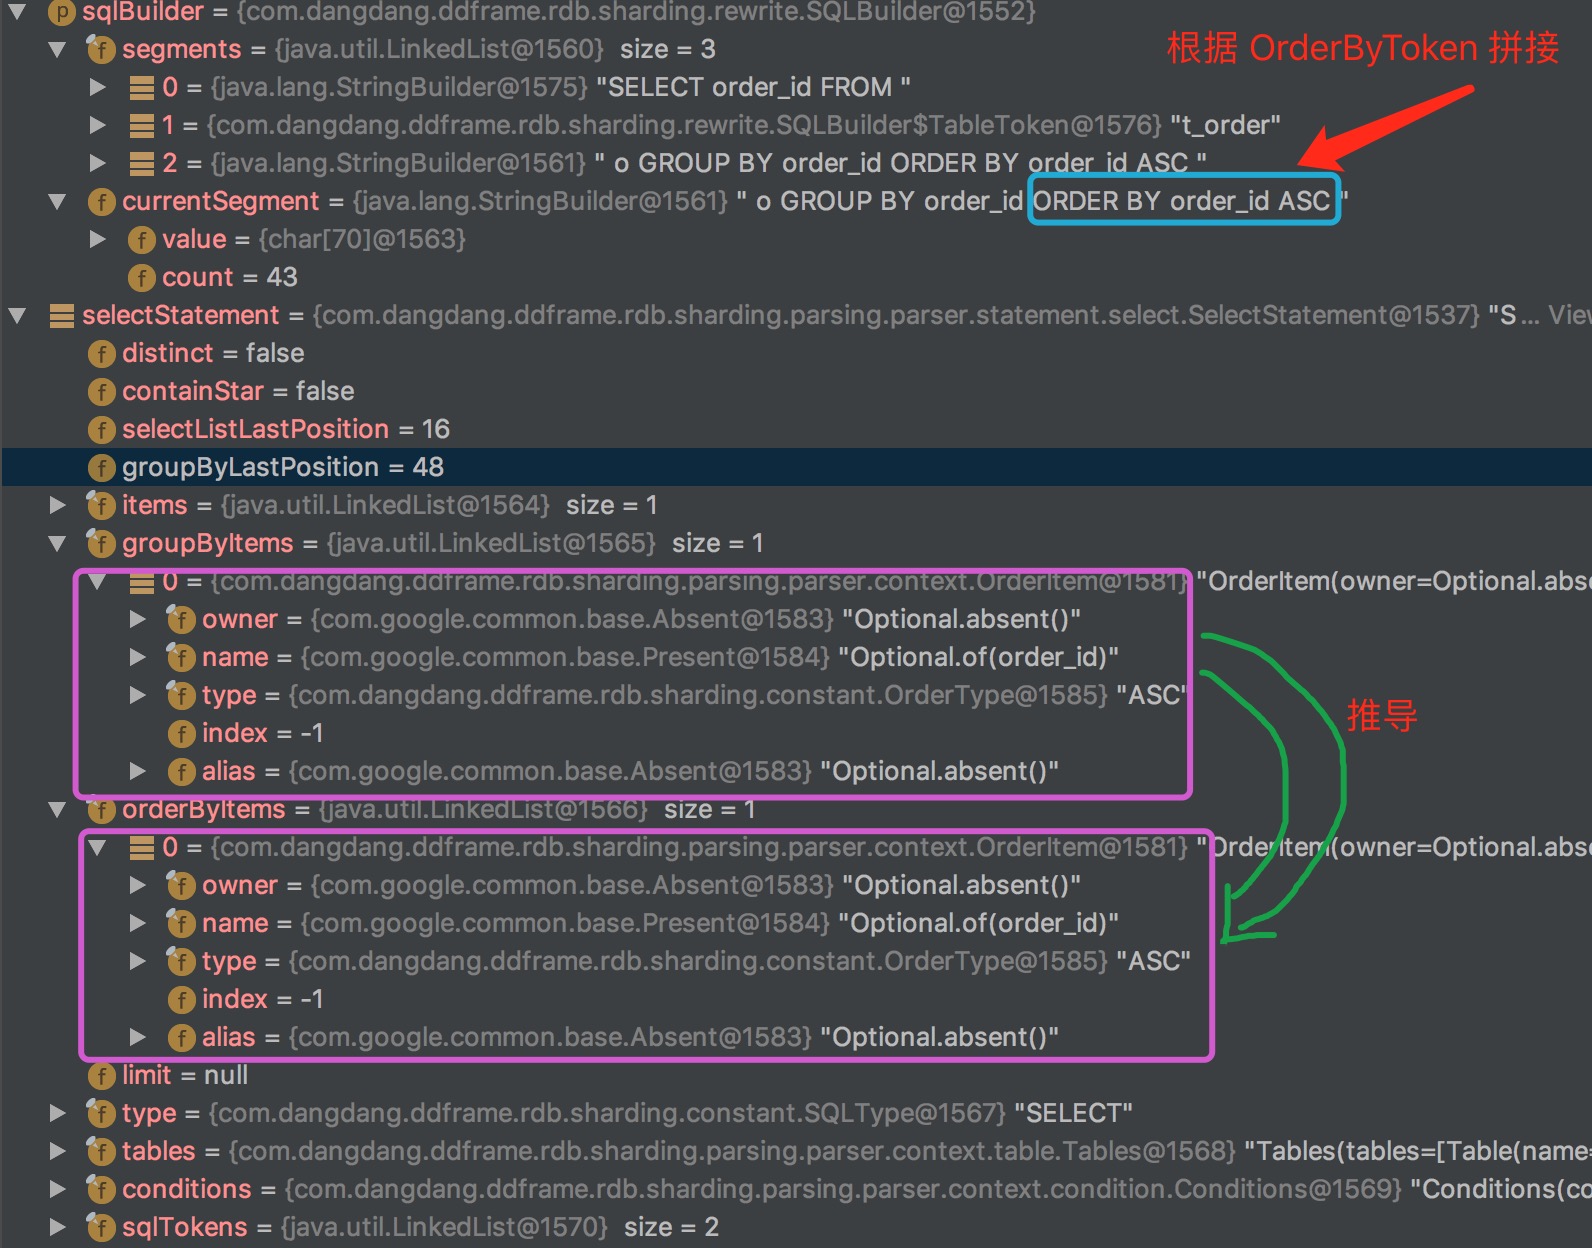 sqlBuilder = {com.dangdang.ddframe.rdb.sharding.rewrite.SQLBuilder@1552}
segments = {java.util.LinkedList@1560} size = 3
根据 OrderByToken 拼接
0 = {java.lang.StringBuilder@1575} "SELECT order_id FROM "
1 = {com.dangdang.ddframe.rdb.sharding.rewrite.SQLBuilder$TableToken@1576} "t_order"
2 = {java.lang.StringBuilder@1561} " o GROUP BY order_id ORDER BY order_id ASC "
currentSegment = {java.lang.StringBuilder@1561} " o GROUP BY order_id ORDER BY order_id ASC "
value = {char[70]@1563}
count = 43
selectStatement = {com.dangdang.ddframe.rdb.sharding.parsing.parser.statement.select.SelectStatement@1537} "S... View
distinct = false
containStar = false
selectListLastPosition = 16
groupByLastPosition = 48
items = {java.util.LinkedList@1564} size = 1
groupByItems = {java.util.LinkedList@1565} size = 1
0 = {com.dangdang.ddframe.rdb.sharding.parsing.parser.context.OrderItem@1581} "OrderItem(owner=Optional.abse
owner = {com.google.common.base.Absent@1583} "Optional.absent()"
name = {com.google.common.base.Present@1584} "Optional.of(order_id)"
type = {com.dangdang.ddframe.rdb.sharding.constant.OrderType@1585} "ASC"
推导
index = -1
alias = {com.google.common.base.Absent@1583} "Optional.absent()"
orderByItems = {java.util.LinkedList@1566} size = 1
0 = {com.dangdang.ddframe.rdb.sharding.parsing.parser.context.OrderItem@1581} "OrderItem(owner=Optional.abse
owner = {com.google.common.base.Absent@1583} "Optional.absent()"
name = {com.google.common.base.Present@1584} "Optional.of(order_id)"
type = {com.dangdang.ddframe.rdb.sharding.constant.OrderType@1585} "ASC"
index = -1
alias = {com.google.common.base.Absent@1583} "Optional.absent()"
limit = null
type = {com.dangdang.ddframe.rdb.sharding.constant.SQLType@1567} "SELECT"
tables = {com.dangdang.ddframe.rdb.sharding.parsing.parser.context.table.Tables@1568} "Tables(tables=[Table(name=
conditions = {com.dangdang.ddframe.rdb.sharding.parsing.parser.context.condition.Conditions@1569} "Conditions(co
sqlTokens = {java.util.LinkedList@1570} size = 2